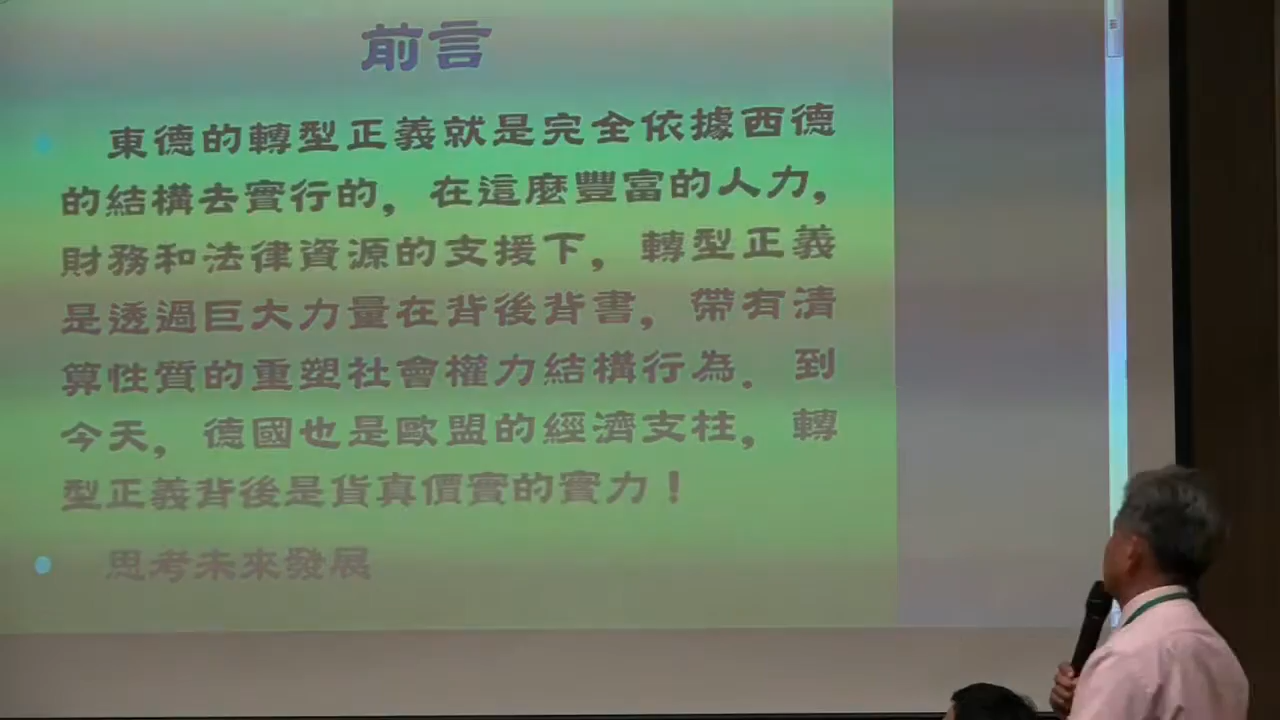 前言
東德的轉型正義就是完全依據西德
的結構去實行的，在這麼豐富的人力，
財務和法律資源的支援下，轉型正義
是透過巨大力量在背後背書，帶有清
算性質的重塑社會權力結構行為．到
今天，德國也是歐盟的經濟支柱，轉
型正義背後是貨真價實的實力！
思考未來發展